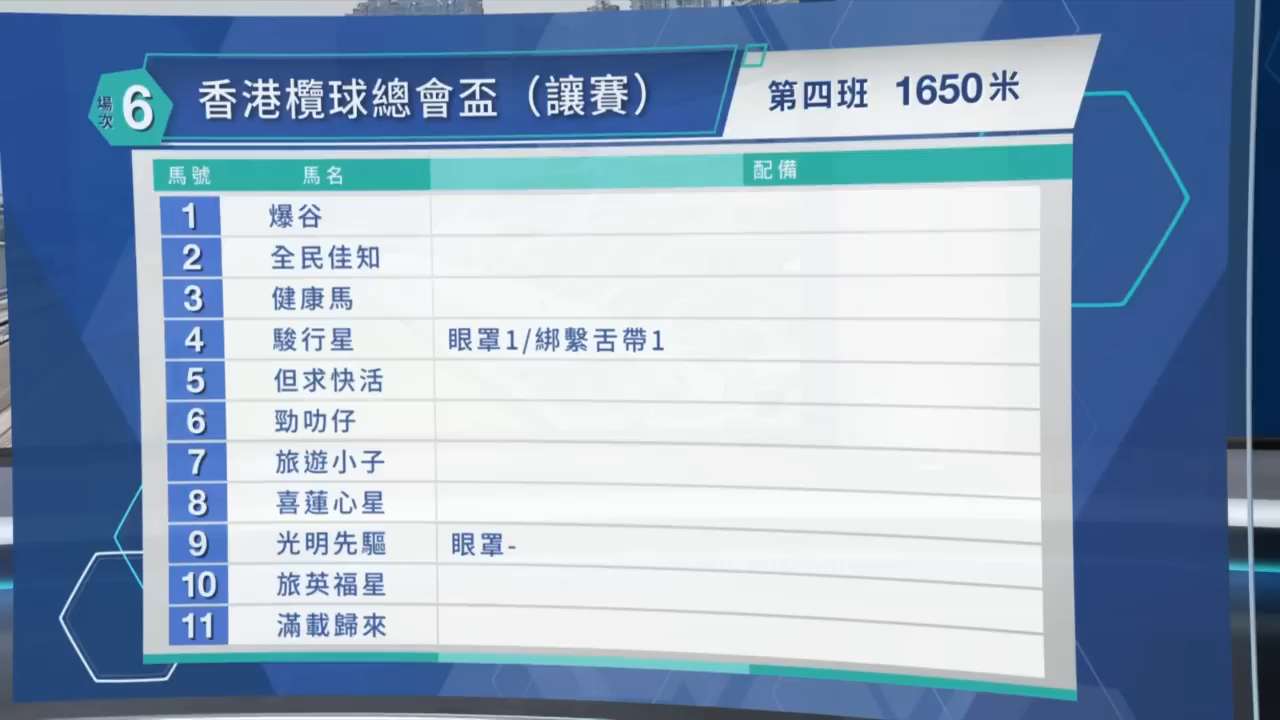 場次 6 香港欖球總會盃（讓賽） 第四班 1650米
馬號 馬名 配備
1 爆谷
2 全民佳知
3 健康馬
4 駿行星 眼罩1/綁繫舌帶1
5 但求快活
6 勁叻仔
7 旅遊小子
8 喜蓮心星
9 光明先驅 眼罩-
10 旅英福星
11 滿載歸來